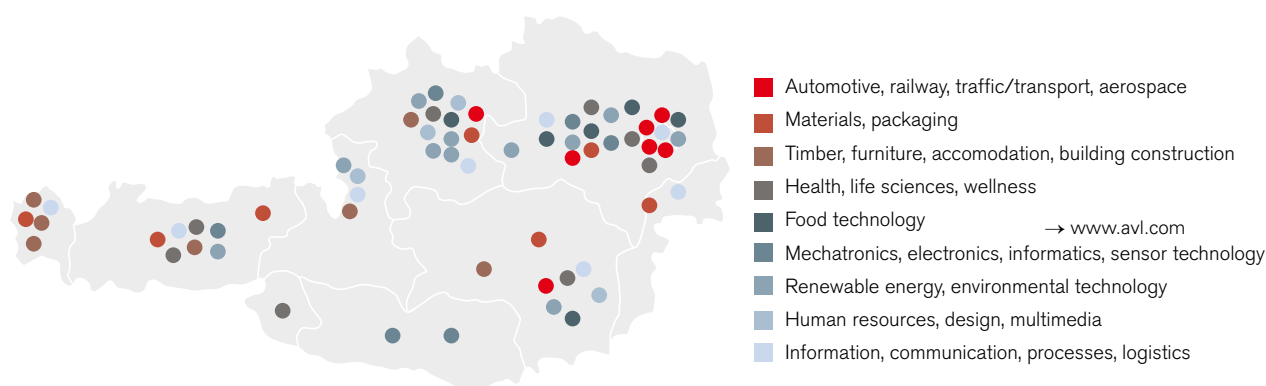 Automotive, railway, traffic/transport, aerospace
Materials, packaging
Timber, furniture, accomodation, building construction
Health, life sciences, wellness
Food technology
→ www.avl.com
Mechatronics, electronics, informatics, sensor technology
Renewable energy, environmental technology
Human resources, design, multimedia
Information, communication, processes, logistics